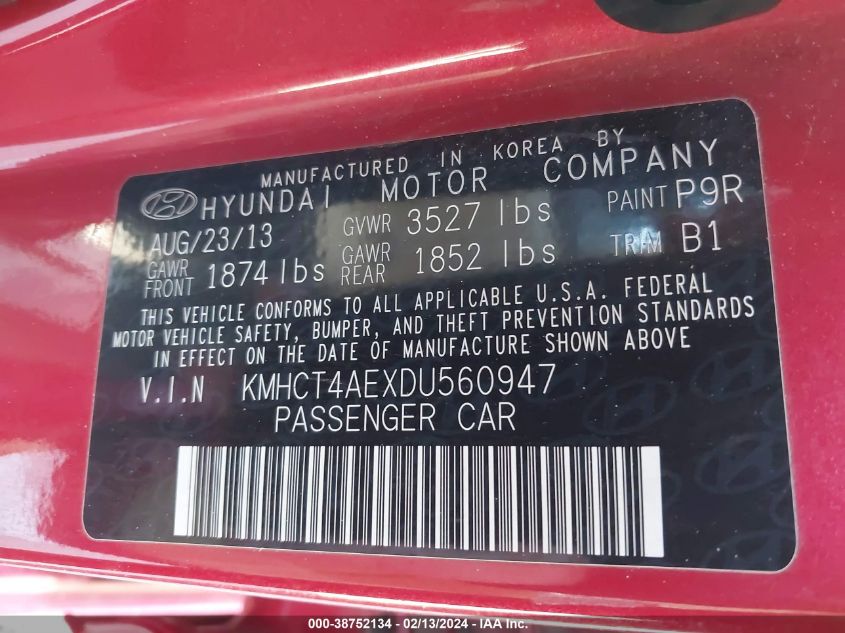 MANUFACTURED IN KOREA BY
HYUNDAI MOTOR COMPANY
AUG/23/13 GVWR 3527 lbs PAINT P9R
GAWR FRONT 1874 lbs GAWR REAR 1852 lbs TRIM B1
THIS VEHICLE CONFORMS TO ALL APPLICABLE U.S.A. FEDERAL
MOTOR VEHICLE SAFETY, BUMPER, AND THEFT PREVENTION STANDARDS
IN EFFECT ON THE DATE OF MANUFACTURE SHOWN ABOVE
V.I.N KMHCT4AEXDU560947
PASSENGER CAR
000-38752134 - 02/13/2024 - IAA Inc.